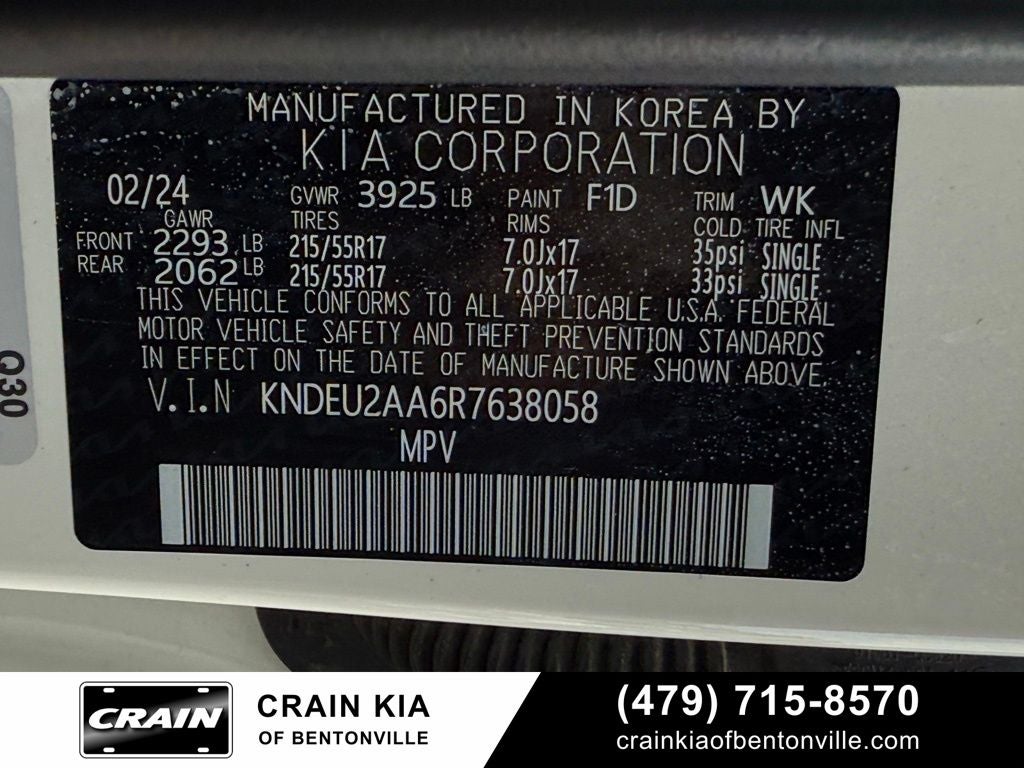 MANUFACTURED IN KOREA BY
KIA CORPORATION
02/24 GVWR 3925 LB PAINT F1D TRIM WK
GAWR TIRES RIMS COLD TIRE INFL
FRONT 2293 LB 215/55R17 7.0Jx17 35psi SINGLE
REAR 2062 LB 215/55R17 7.0Jx17 33psi SINGLE
THIS VEHICLE CONFORMS TO ALL APPLICABLE U.S.A. FEDERAL
MOTOR VEHICLE SAFETY AND THEFT PREVENTION STANDARDS
IN EFFECT ON THE DATE OF MANUFACTURE SHOWN ABOVE.
V.I.N KNDEU2AA6R7638058
MPV
Q30
CRAIN
CRAIN KIA
OF BENTONVILLE
(479) 715-8570
crainkiaofbentonville.com